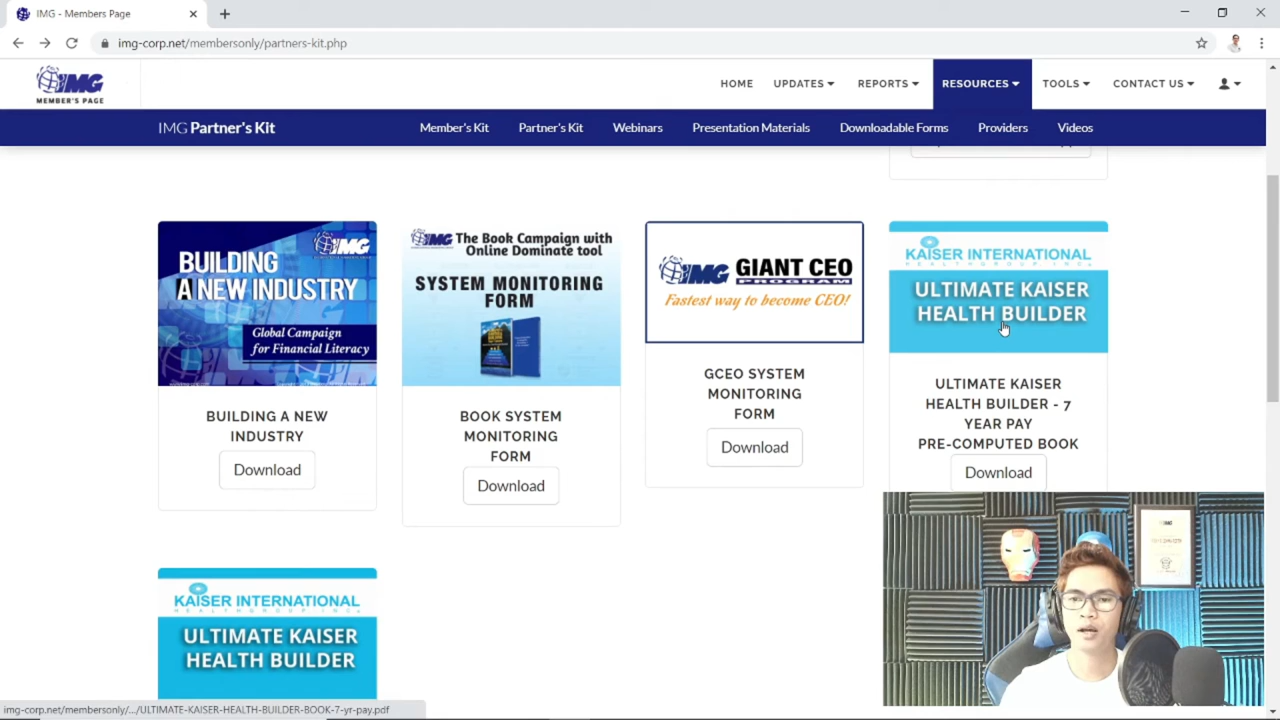 IMG - Members Page
img-corp.net/membersonly/partners-kit.php
IMG
MEMBER'S PAGE
HOME
UPDATES
REPORTS
RESOURCES
TOOLS
CONTACT US
IMG Partner's Kit
Member's Kit
Partner's Kit
Webinars
Presentation Materials
Downloadable Forms
Providers
Videos
IMG
BUILDING
A NEW INDUSTRY
Global Campaign
for Financial Literacy
BUILDING A NEW
INDUSTRY
Download
IMG The Book Campaign with
Online Dominate tool
SYSTEM MONITORING
FORM
BOOK SYSTEM
MONITORING
FORM
Download
IMG GIANT CEO
PROGRAM
Fastest way to become CEO!
GCEO SYSTEM
MONITORING
FORM
Download
KAISER INTERNATIONAL
HEALTHGROUP, INC.
ULTIMATE KAISER
HEALTH BUILDER
ULTIMATE KAISER
HEALTH BUILDER - 7
YEAR PAY
PRE-COMPUTED BOOK
Download
KAISER INTERNATIONAL
HEALTHGROUP, INC.
ULTIMATE KAISER
HEALTH BUILDER
img-corp.net/membersonly/.../ULTIMATE-KAISER-HEALTH-BUILDER-BOOK-7-yr-pay.pdf